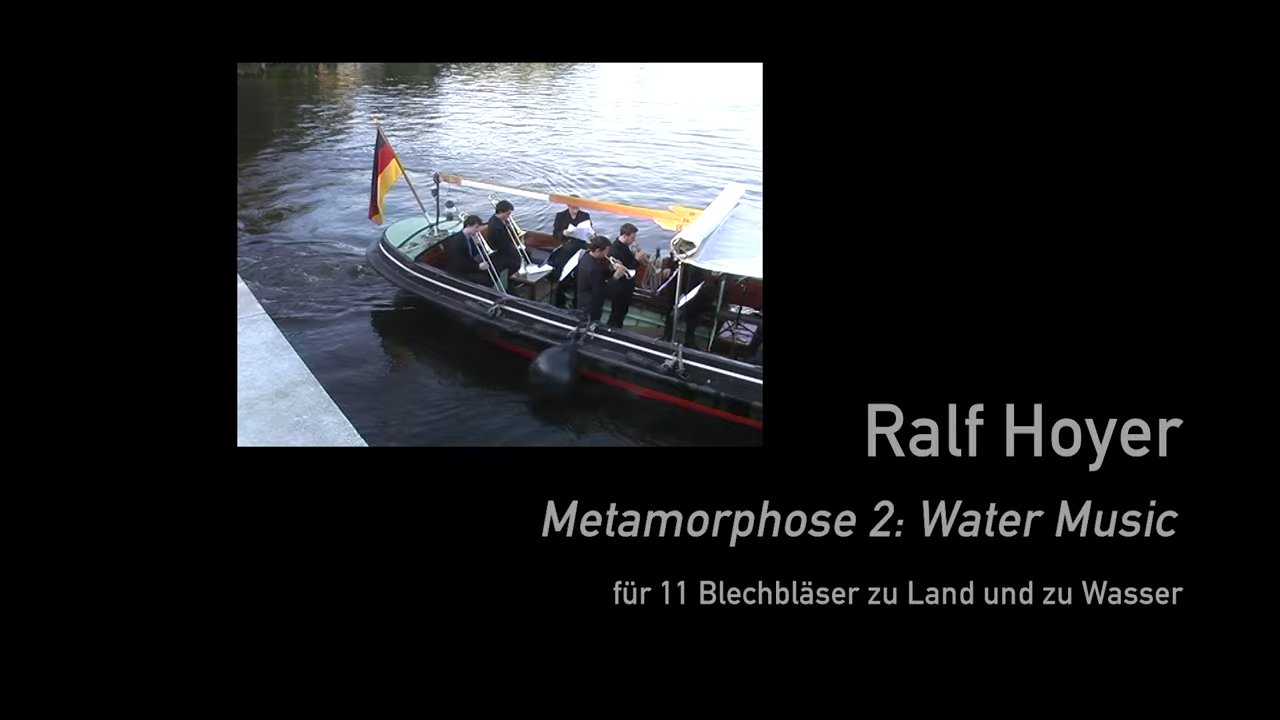 Ralf Hoyer
Metamorphose 2: Water Music
für 11 Blechbläser zu Land und zu Wasser